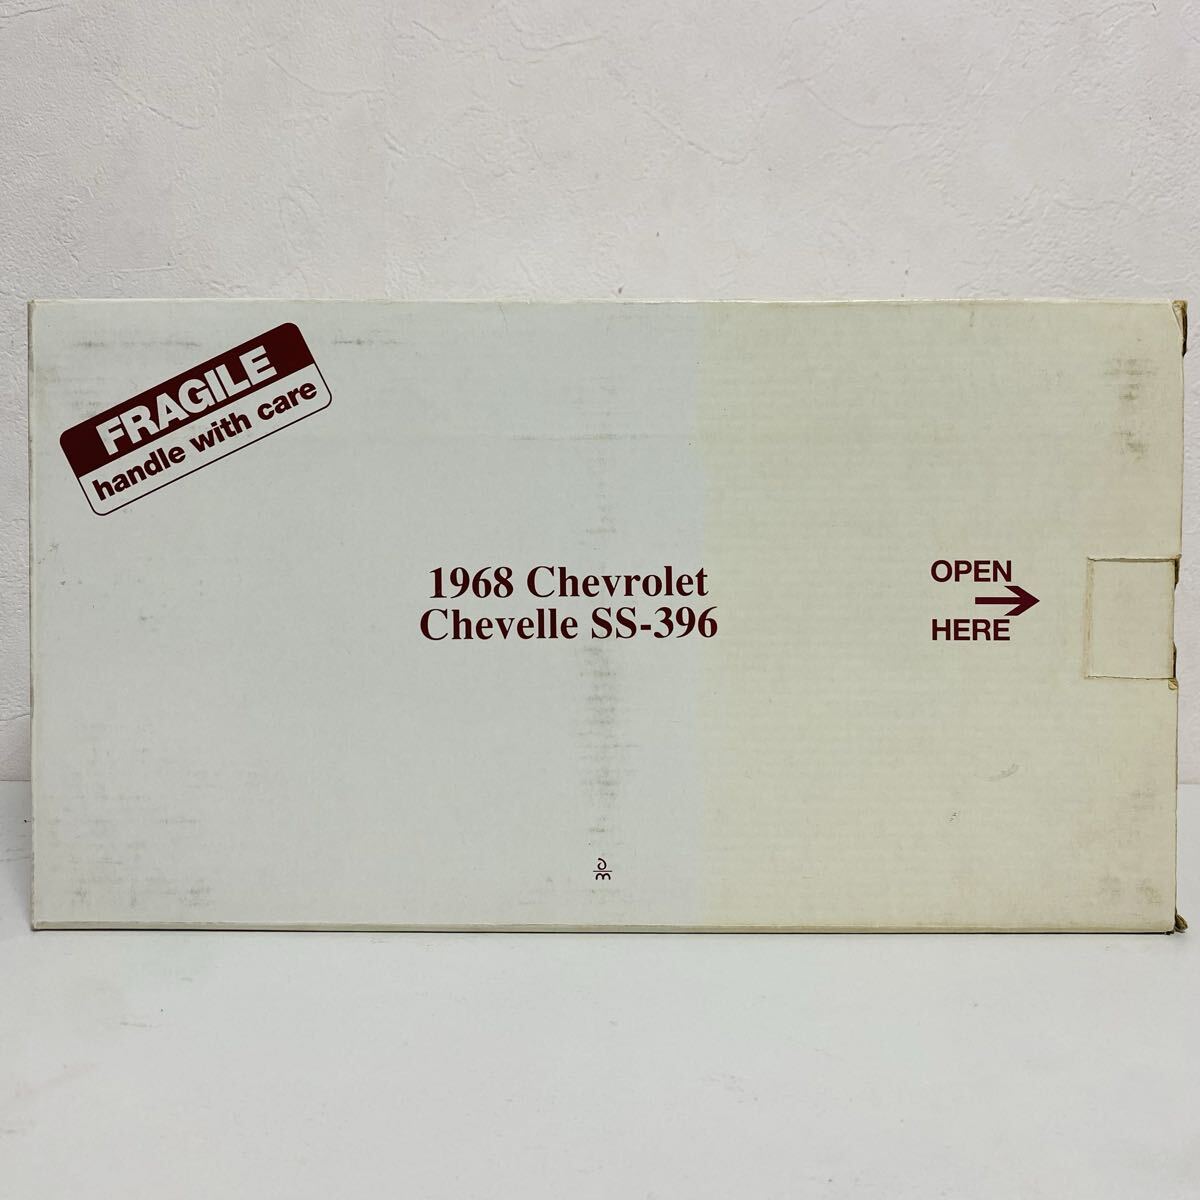 FRAGILE
handle with care
1968 Chevrolet
Chevelle SS-396
OPEN
HERE